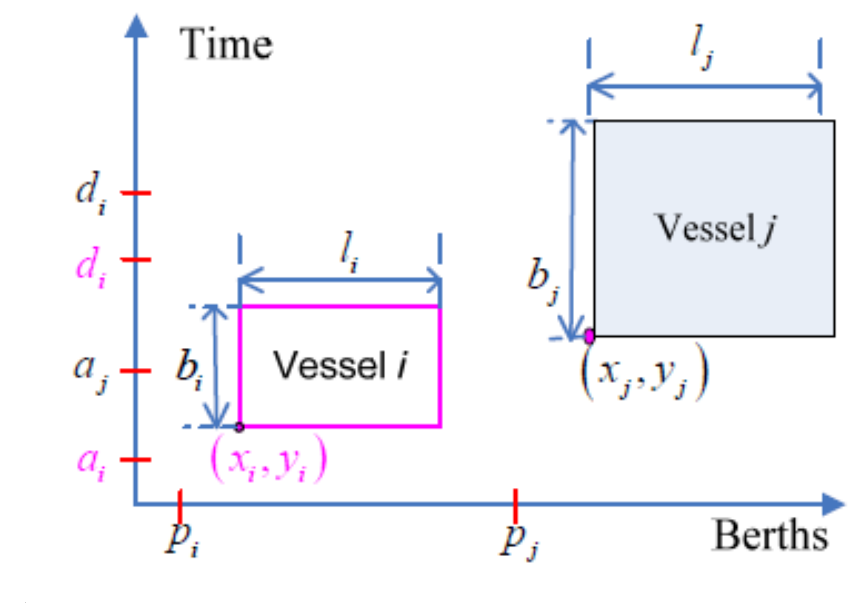 Time
l_j
d_i
Vessel j
l_i
d_i
b_j
b_i
Vessel i
a_j
(x_j, y_j)
a_i
(x_i, y_i)
p_i
p_j
Berths